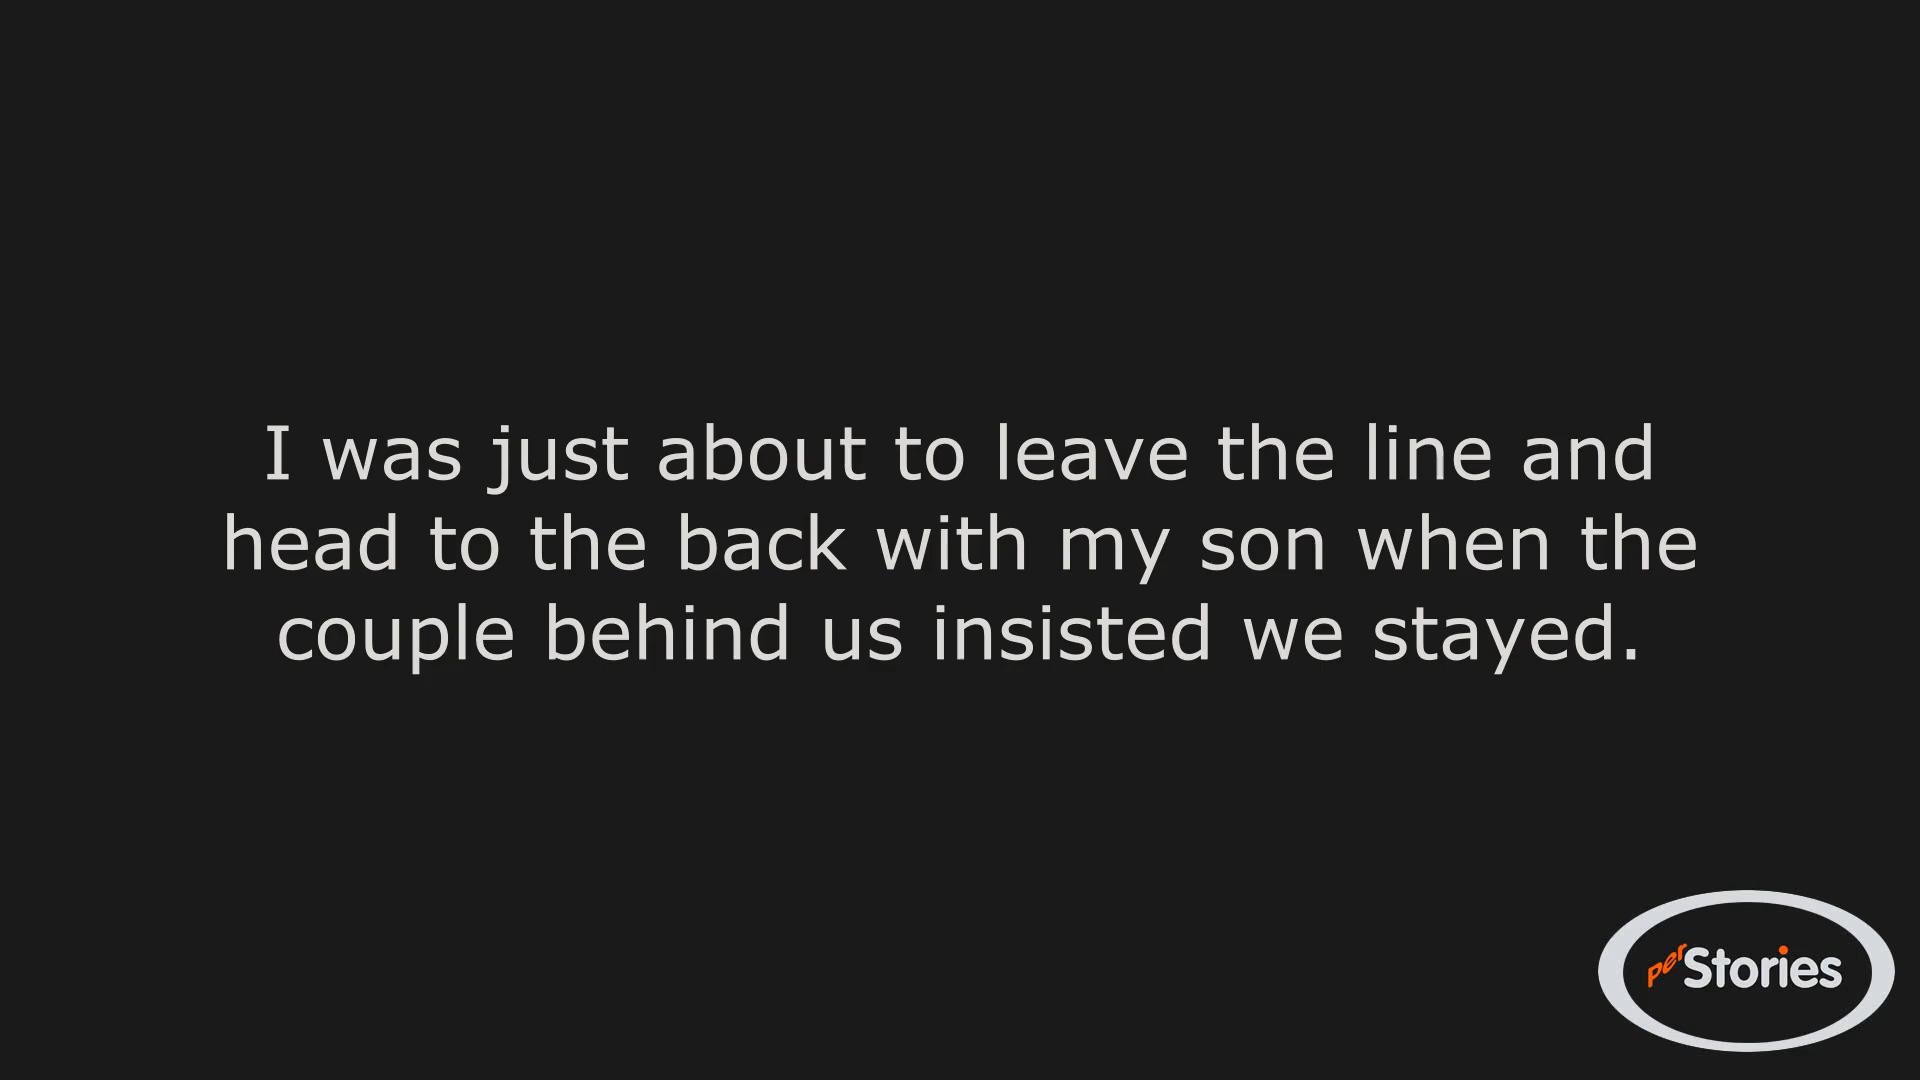 I was just about to leave the line and
head to the back with my son when the
couple behind us insisted we stayed.
perStories